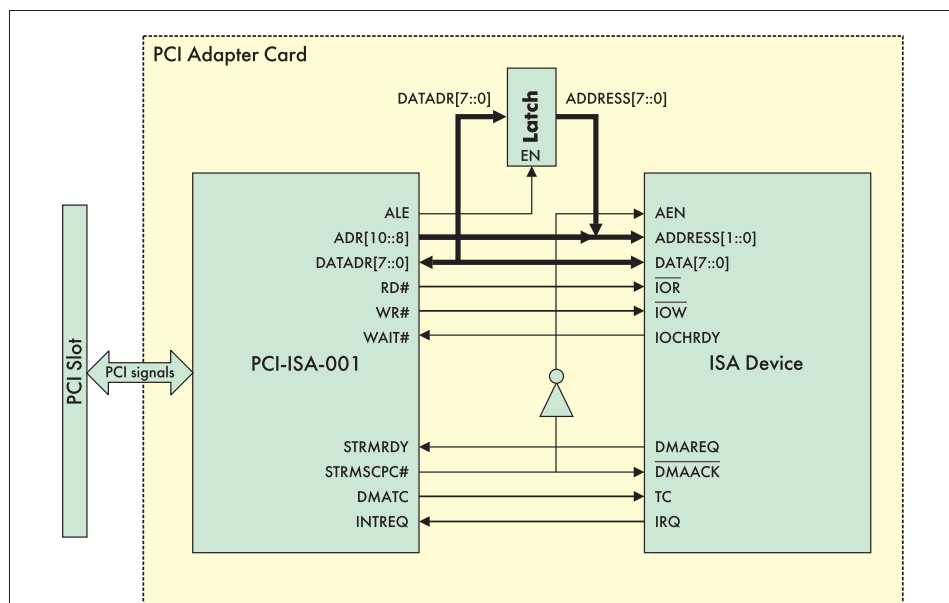 PCI Adapter Card
DATADR[7::0]
Latch
EN
ADDRESS[7::0]
PCI Slot
PCI signals
PCI-ISA-001
ALE
ADR[10::8]
DATADR[7::0]
RD#
WR#
WAIT#
STRMRDY
STRMSCPC#
DMATC
INTREQ
ISA Device
AEN
ADDRESS[1::0]
DATA[7::0]
IOR
IOW
IOCHRDY
DMAREQ
DMAACK
TC
IRQ